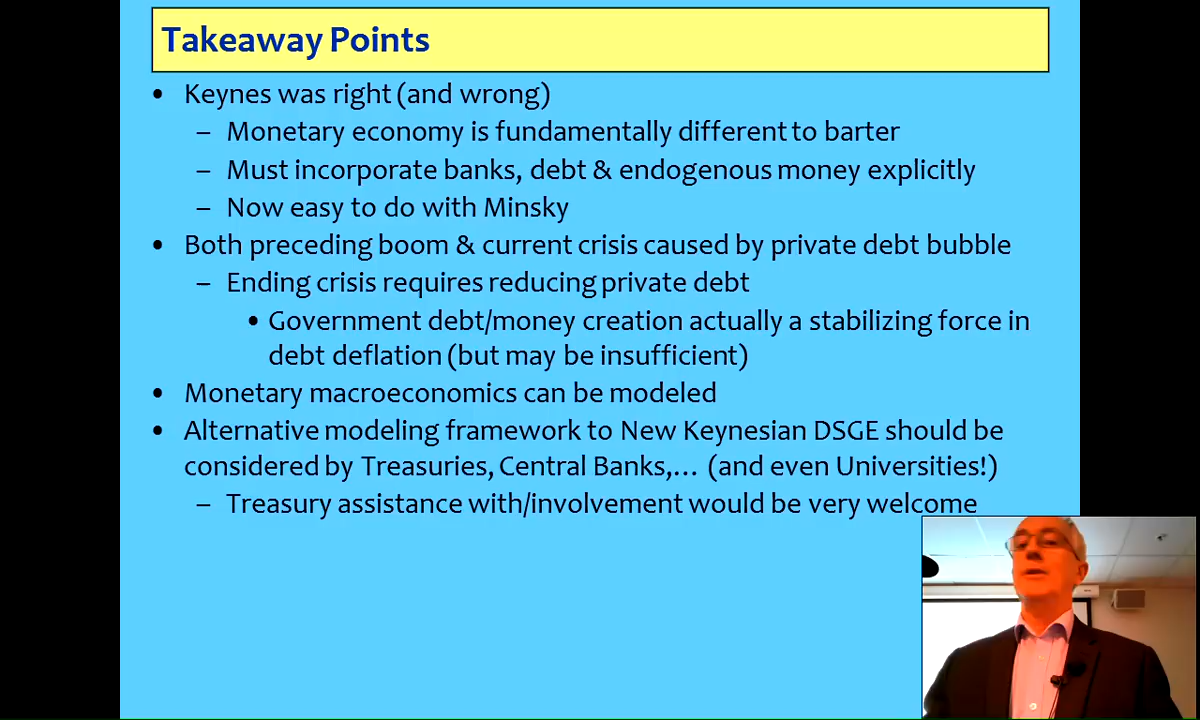 Takeaway Points
• Keynes was right (and wrong)
– Monetary economy is fundamentally different to barter
– Must incorporate banks, debt & endogenous money explicitly
– Now easy to do with Minsky
• Both preceding boom & current crisis caused by private debt bubble
– Ending crisis requires reducing private debt
• Government debt/money creation actually a stabilizing force in
debt deflation (but may be insufficient)
• Monetary macroeconomics can be modeled
• Alternative modeling framework to New Keynesian DSGE should be
considered by Treasuries, Central Banks,... (and even Universities!)
– Treasury assistance with/involvement would be very welcome